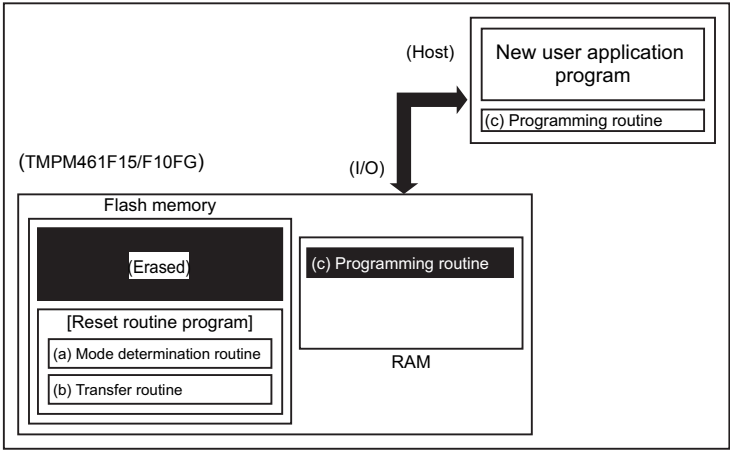 (Host)
New user application
program
(c) Programming routine
(TMPM461F15/F10FG)
(I/O)
Flash memory
(Erased)
(c) Programming routine
[Reset routine program]
(a) Mode determination routine
(b) Transfer routine
RAM